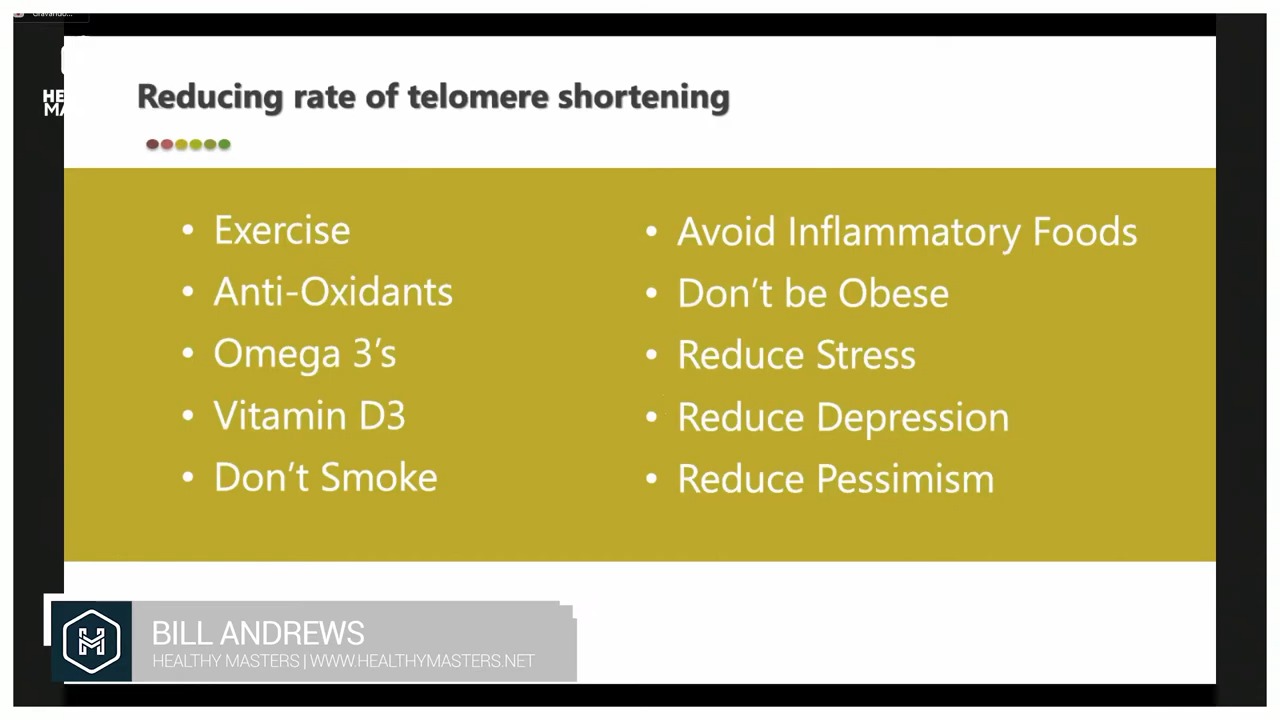 Gravando...
Reducing rate of telomere shortening
• Exercise
• Anti-Oxidants
• Omega 3's
• Vitamin D3
• Don't Smoke
• Avoid Inflammatory Foods
• Don't be Obese
• Reduce Stress
• Reduce Depression
• Reduce Pessimism
BILL ANDREWS
HEALTHY MASTERS | WWW.HEALTHYMASTERS.NET